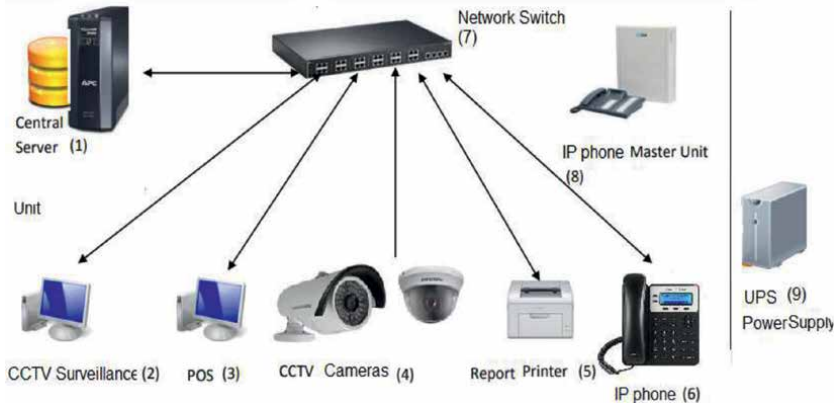 Network Switch
(7)
APC
Central
Server (1)
IP phone Master Unit
(8)
Unit
UPS (9)
PowerSupply
CCTV Surveillance (2)
POS (3)
CCTV Cameras (4)
Report Printer (5)
IP phone (6)